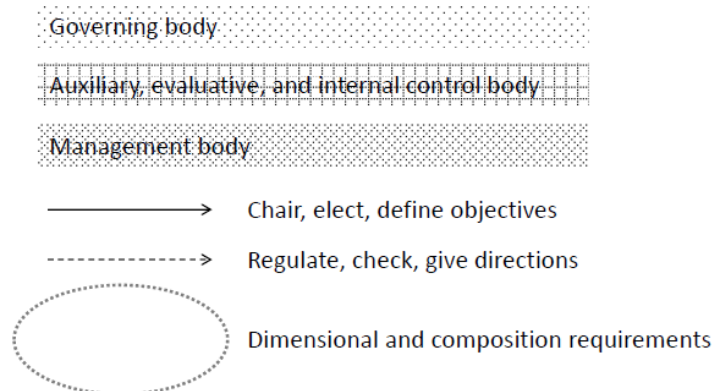 Governing body
Auxiliary, evaluative, and internal control body
Management body
Chair, elect, define objectives
Regulate, check, give directions
Dimensional and composition requirements